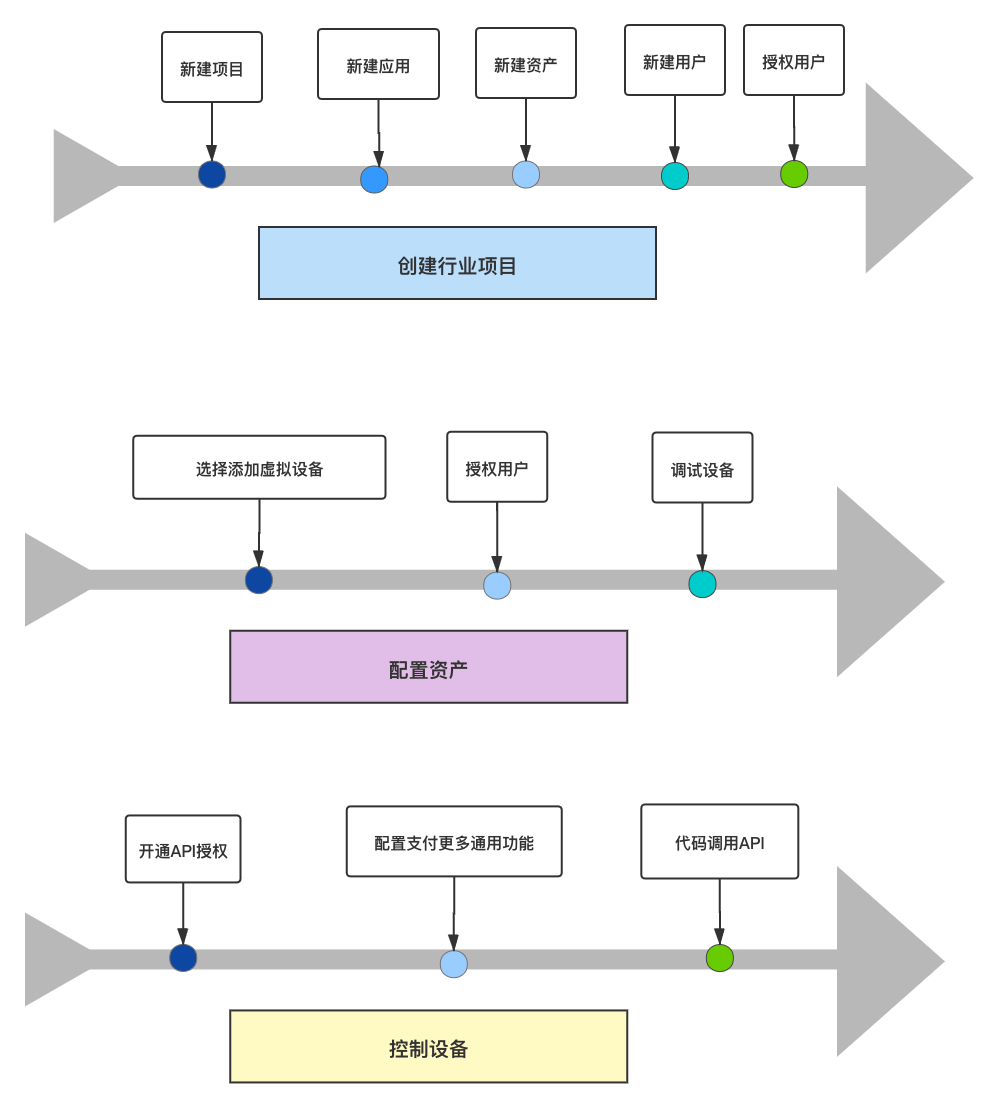 新建项目
新建应用
新建资产
新建用户
授权用户
创建行业项目
选择添加虚拟设备
授权用户
调试设备
配置资产
开通API授权
配置支付更多通用功能
代码调用API
控制设备